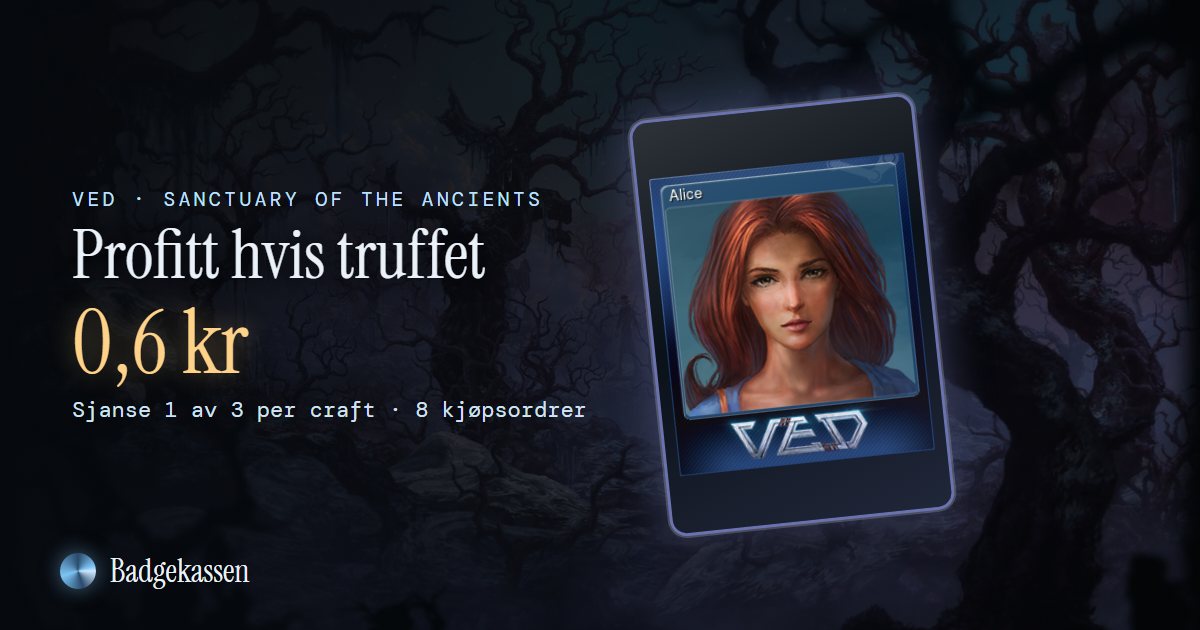 VED · SANCTUARY OF THE ANCIENTS
Profitt hvis truffet
0,6 kr
Sjanse 1 av 3 per craft · 8 kjøpsordrer
Alice
VED
Badgekassen